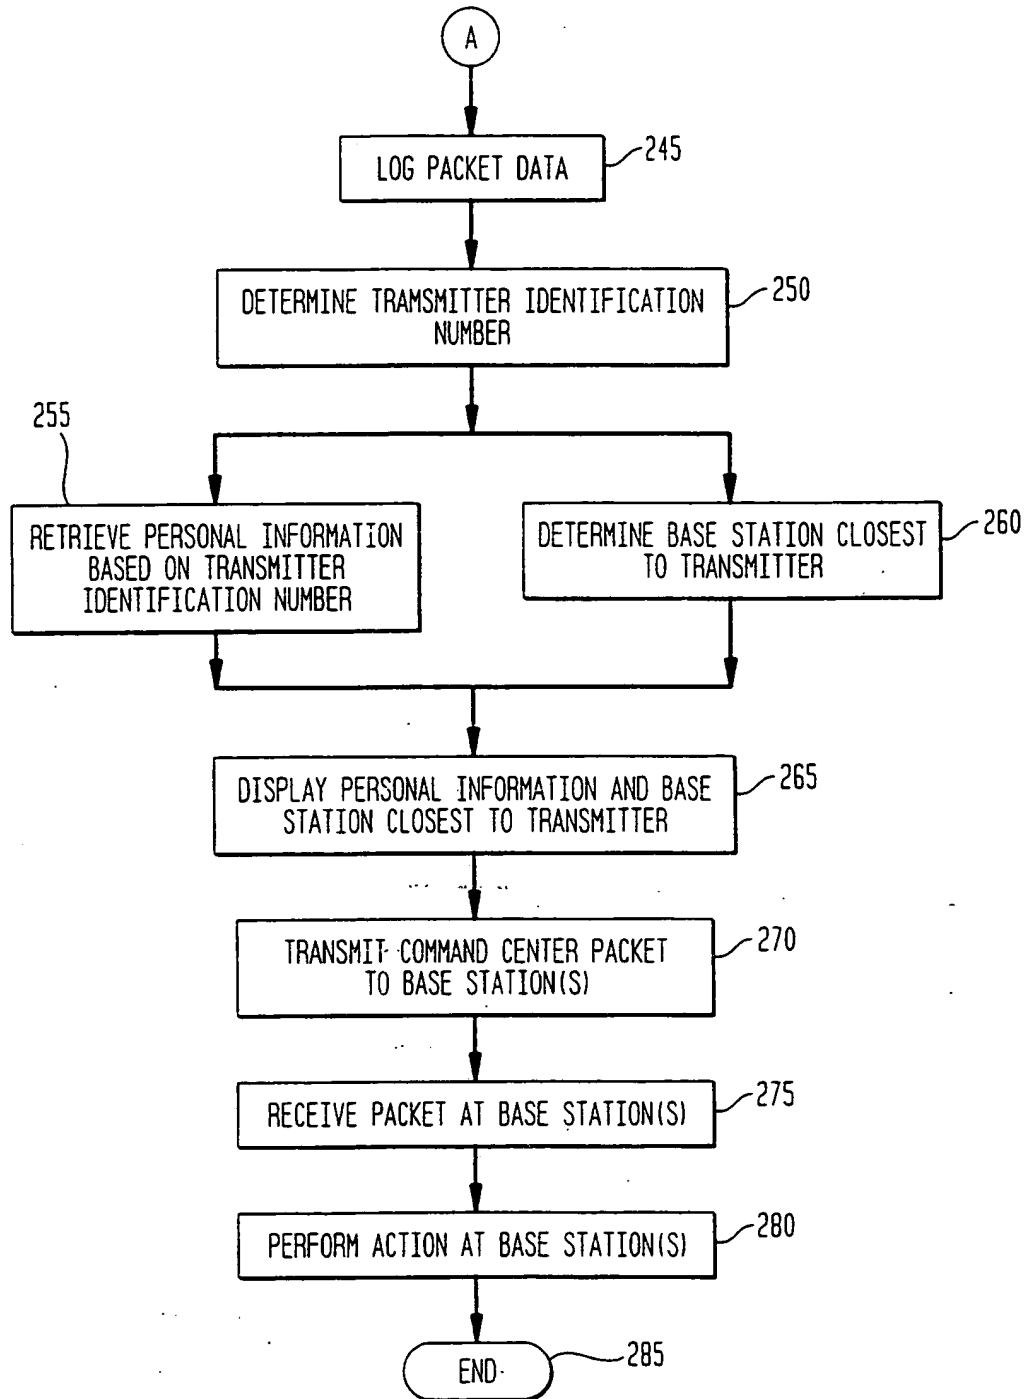 A
LOG PACKET DATA
245
DETERMINE TRAMSMITTER IDENTIFICATION
NUMBER
250
255
RETRIEVE PERSONAL INFORMATION
BASED ON TRANSMITTER
IDENTIFICATION NUMBER
DETERMINE BASE STATION CLOSEST
TO TRANSMITTER
260
DISPLAY PERSONAL INFORMATION AND BASE
STATION CLOSEST TO TRANSMITTER
265
TRANSMIT COMMAND CENTER PACKET
TO BASE STATION(S)
270
RECEIVE PACKET AT BASE STATION(S)
275
PERFORM ACTION AT BASE STATION(S)
280
END
285